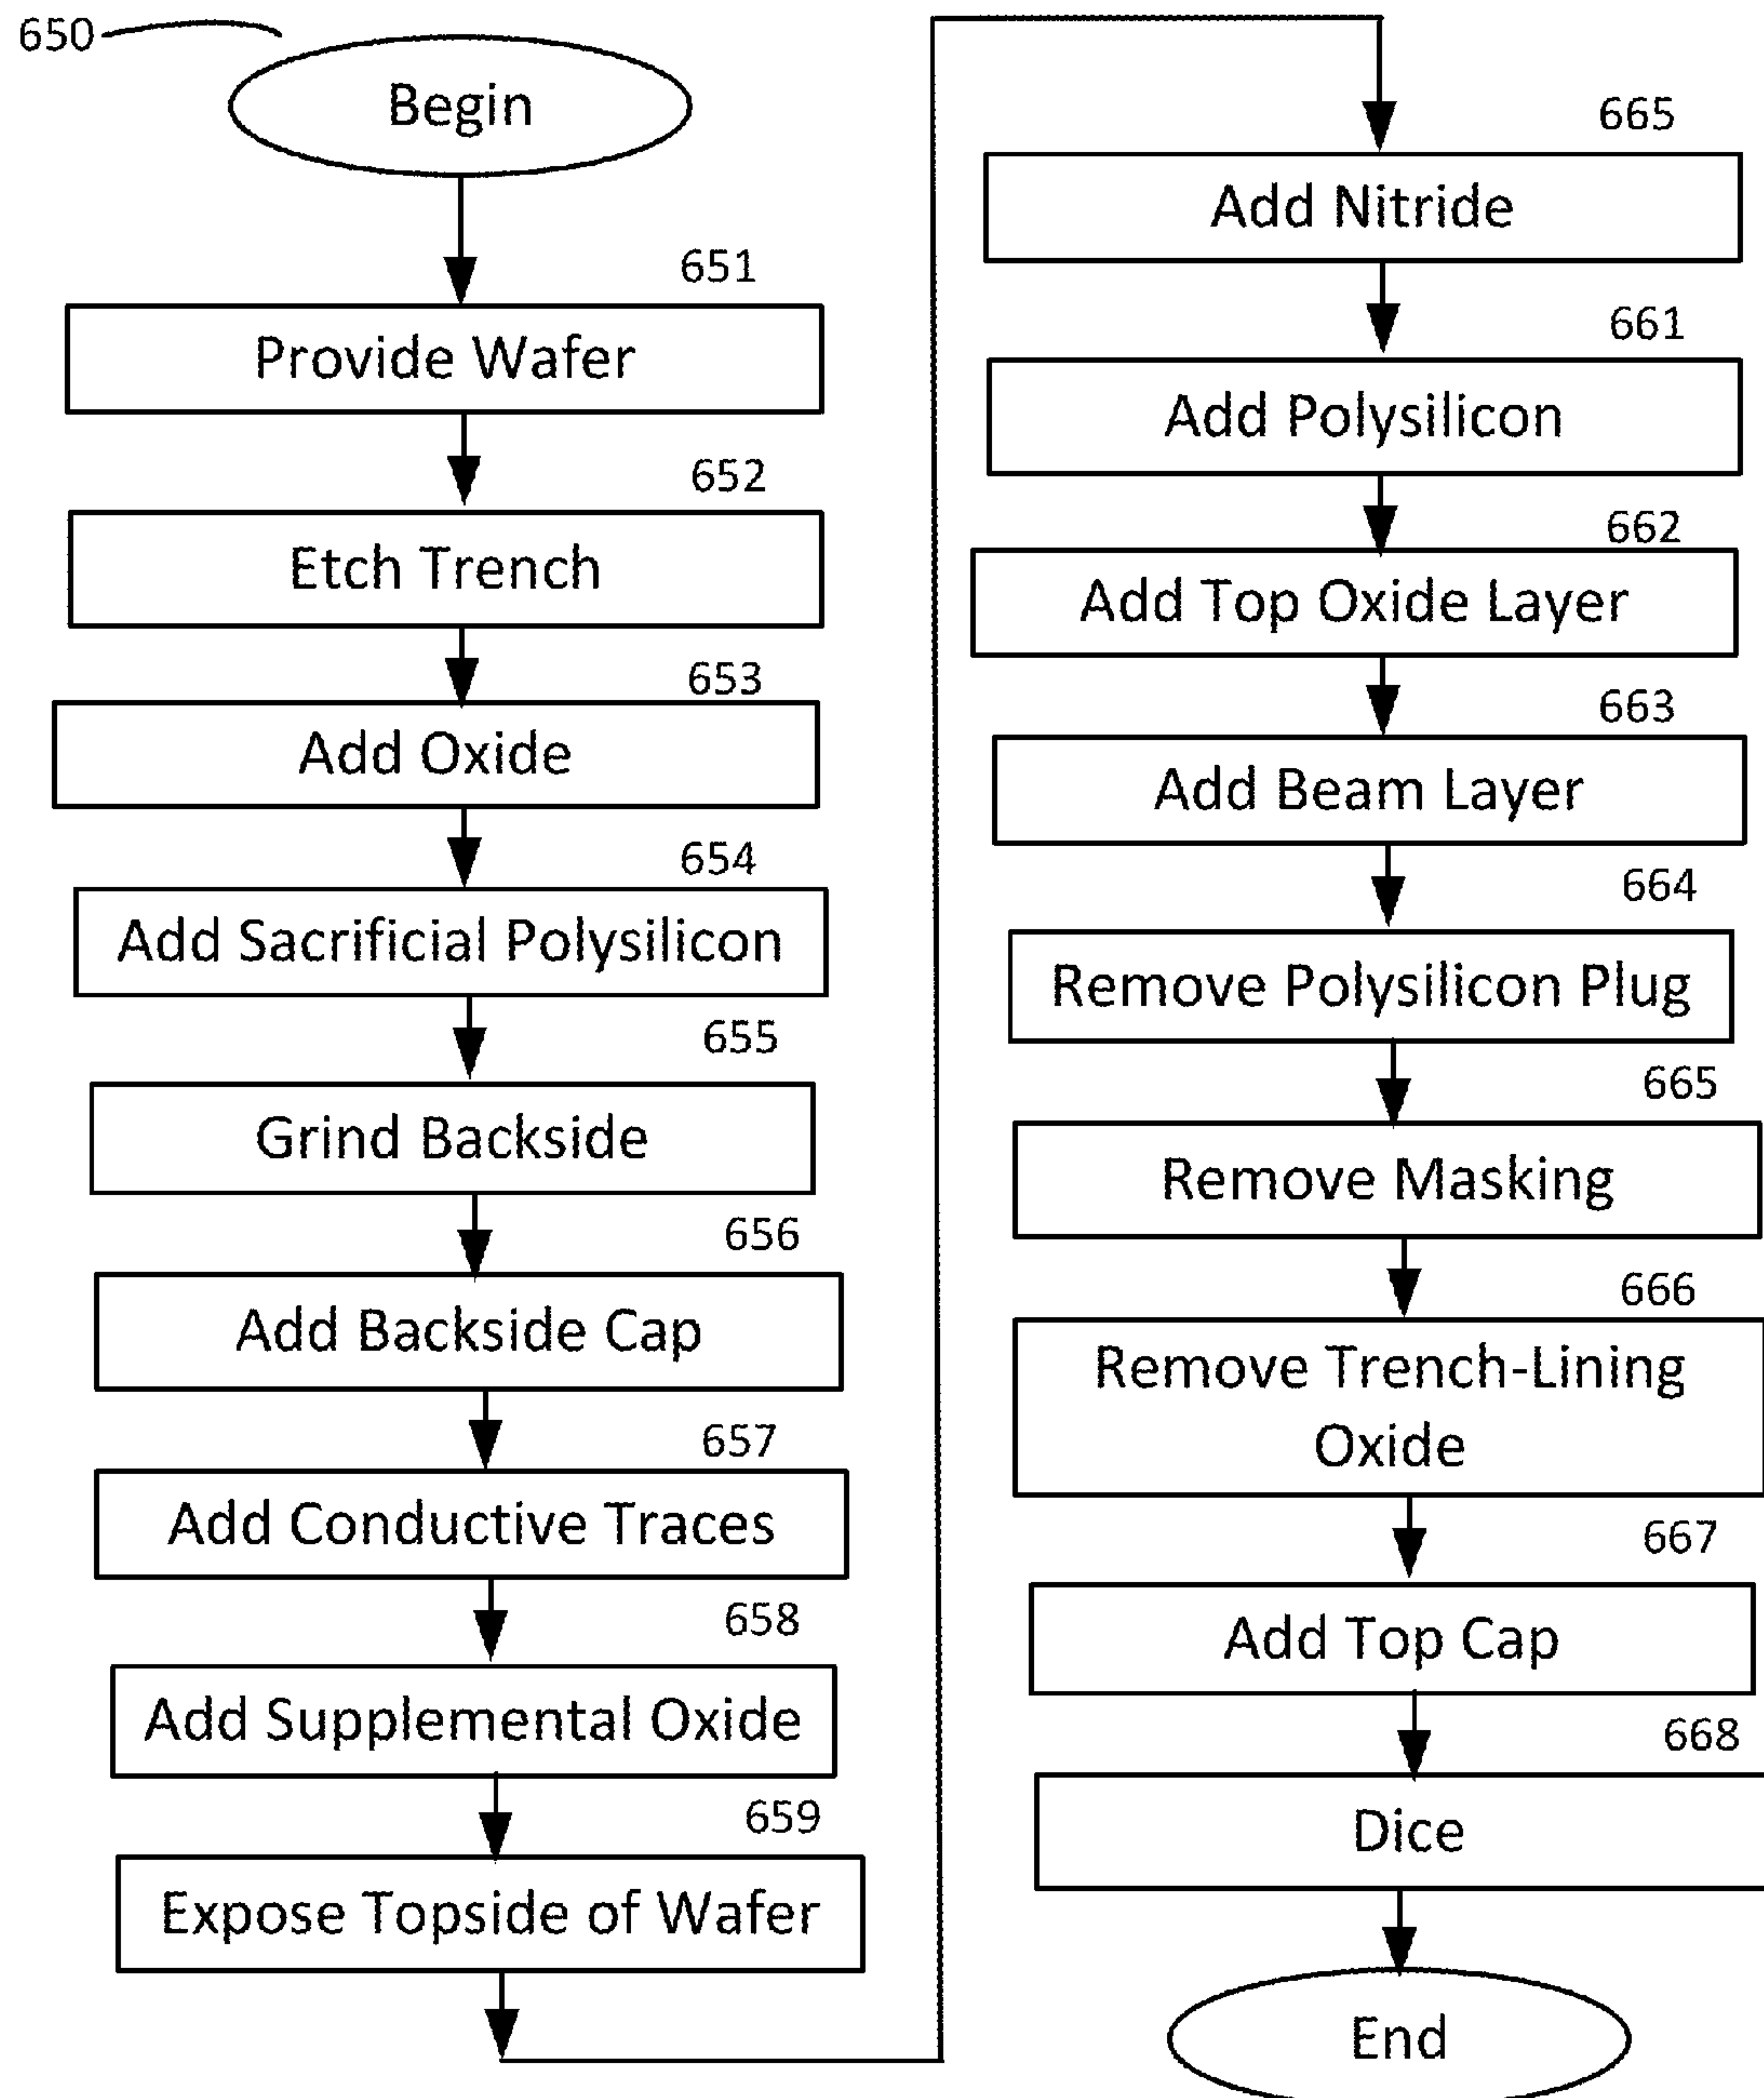 650
Begin
651
Provide Wafer
652
Etch Trench
653
Add Oxide
654
Add Sacrificial Polysilicon
655
Grind Backside
656
Add Backside Cap
657
Add Conductive Traces
658
Add Supplemental Oxide
659
Expose Topside of Wafer
665
Add Nitride
661
Add Polysilicon
662
Add Top Oxide Layer
663
Add Beam Layer
664
Remove Polysilicon Plug
665
Remove Masking
666
Remove Trench-Lining
Oxide
667
Add Top Cap
668
Dice
End